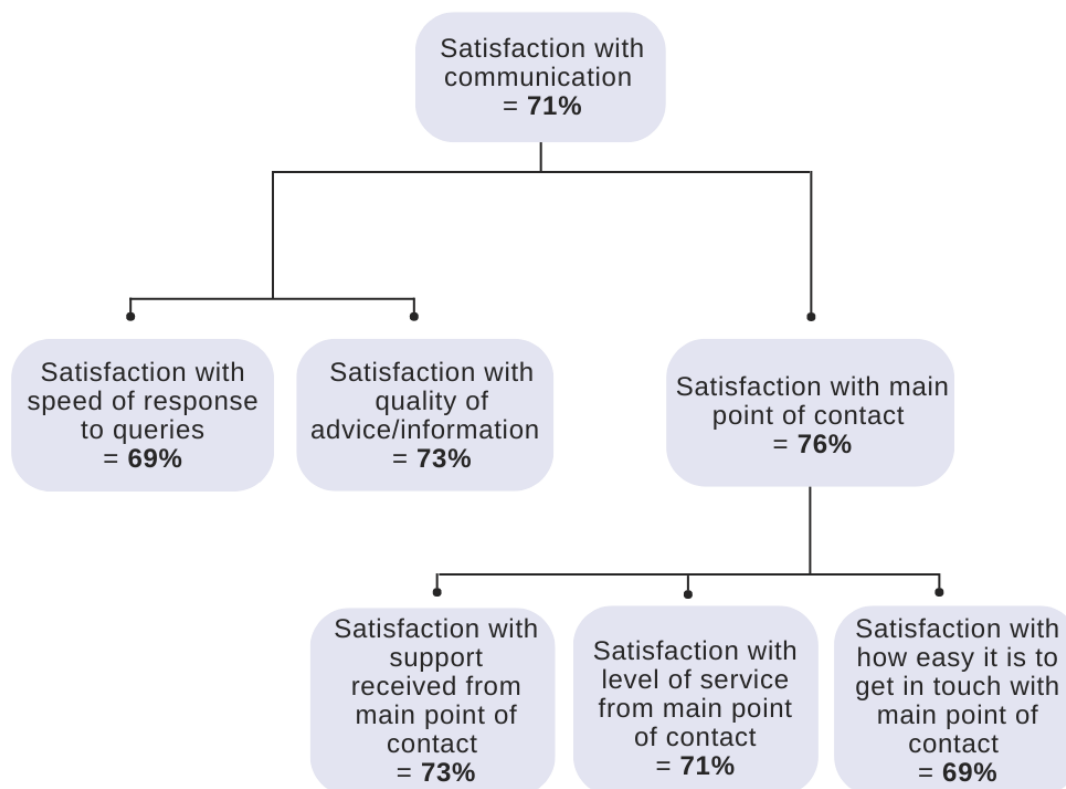 Satisfaction with
communication
= 71%
Satisfaction with
speed of response
to queries
= 69%
Satisfaction with
quality of
advice/information
= 73%
Satisfaction with main
point of contact
= 76%
Satisfaction with
support
received from
main point of
contact
= 73%
Satisfaction with
level of service
from main point
of contact
= 71%
Satisfaction with
how easy it is to
get in touch with
main point of
contact
= 69%